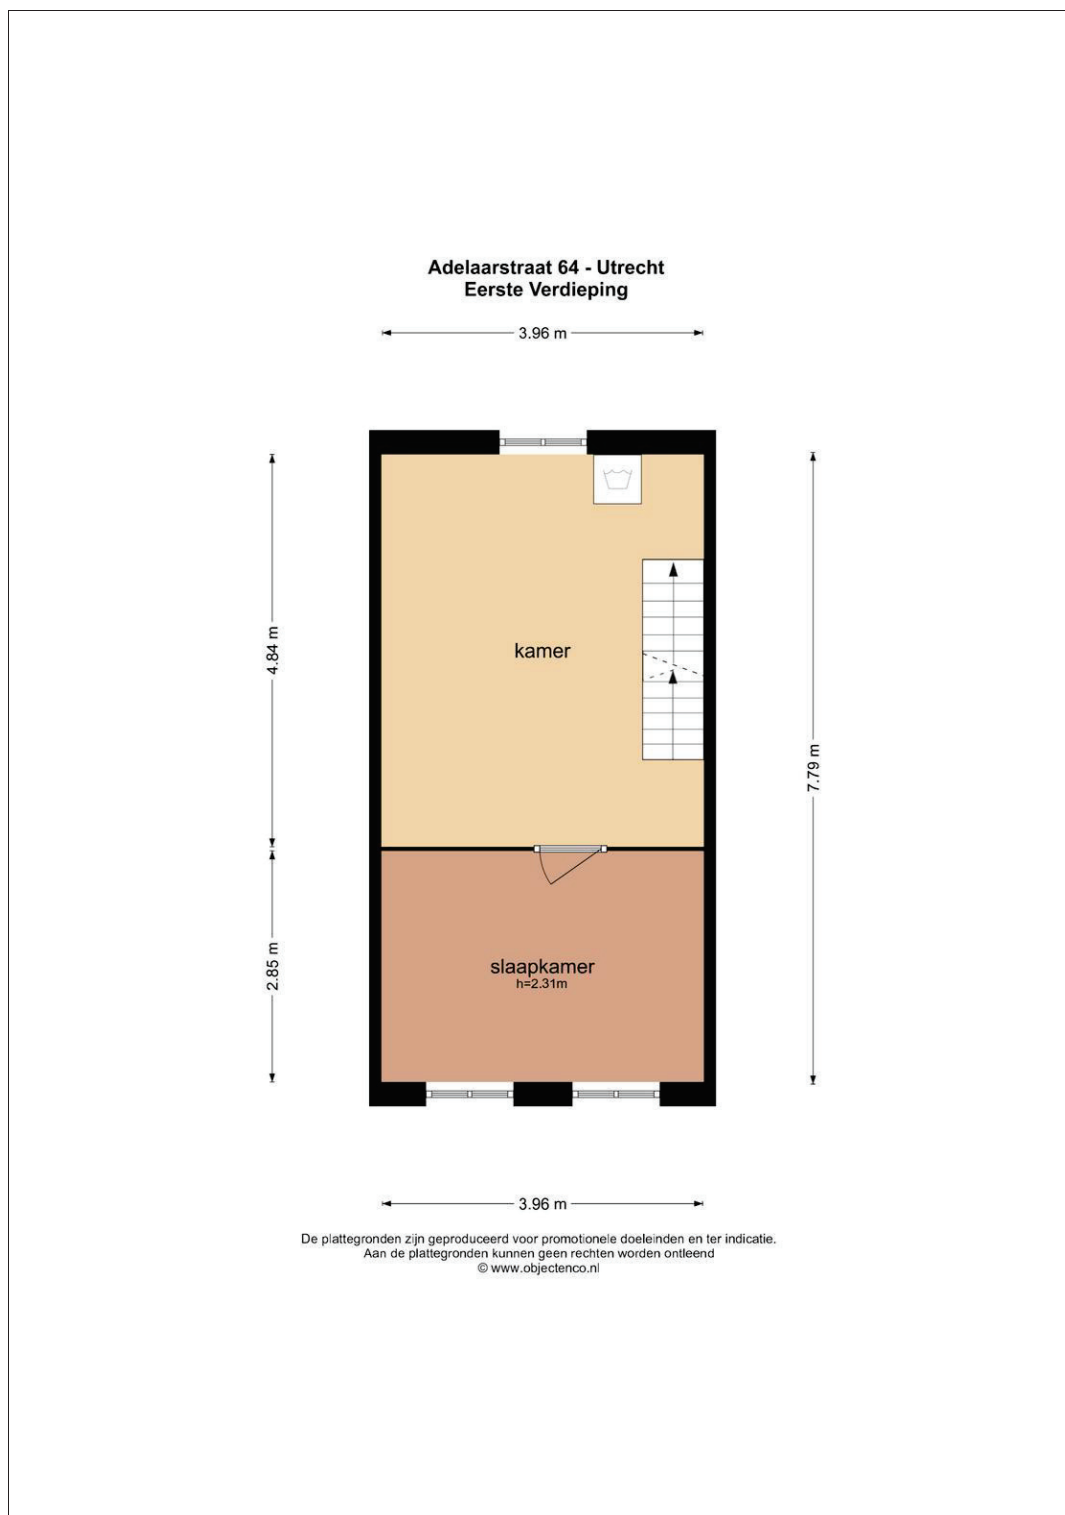 Adelaarstraat 64 - Utrecht
Eerste Verdieping
3.96 m
4.84 m
kamer
7.79 m
2.85 m
slaapkamer
h=2.31m
3.96 m
De plattegronden zijn geproduceerd voor promotionele doeleinden en ter indicatie.
Aan de plattegronden kunnen geen rechten worden ontleend
© www.objectenco.nl